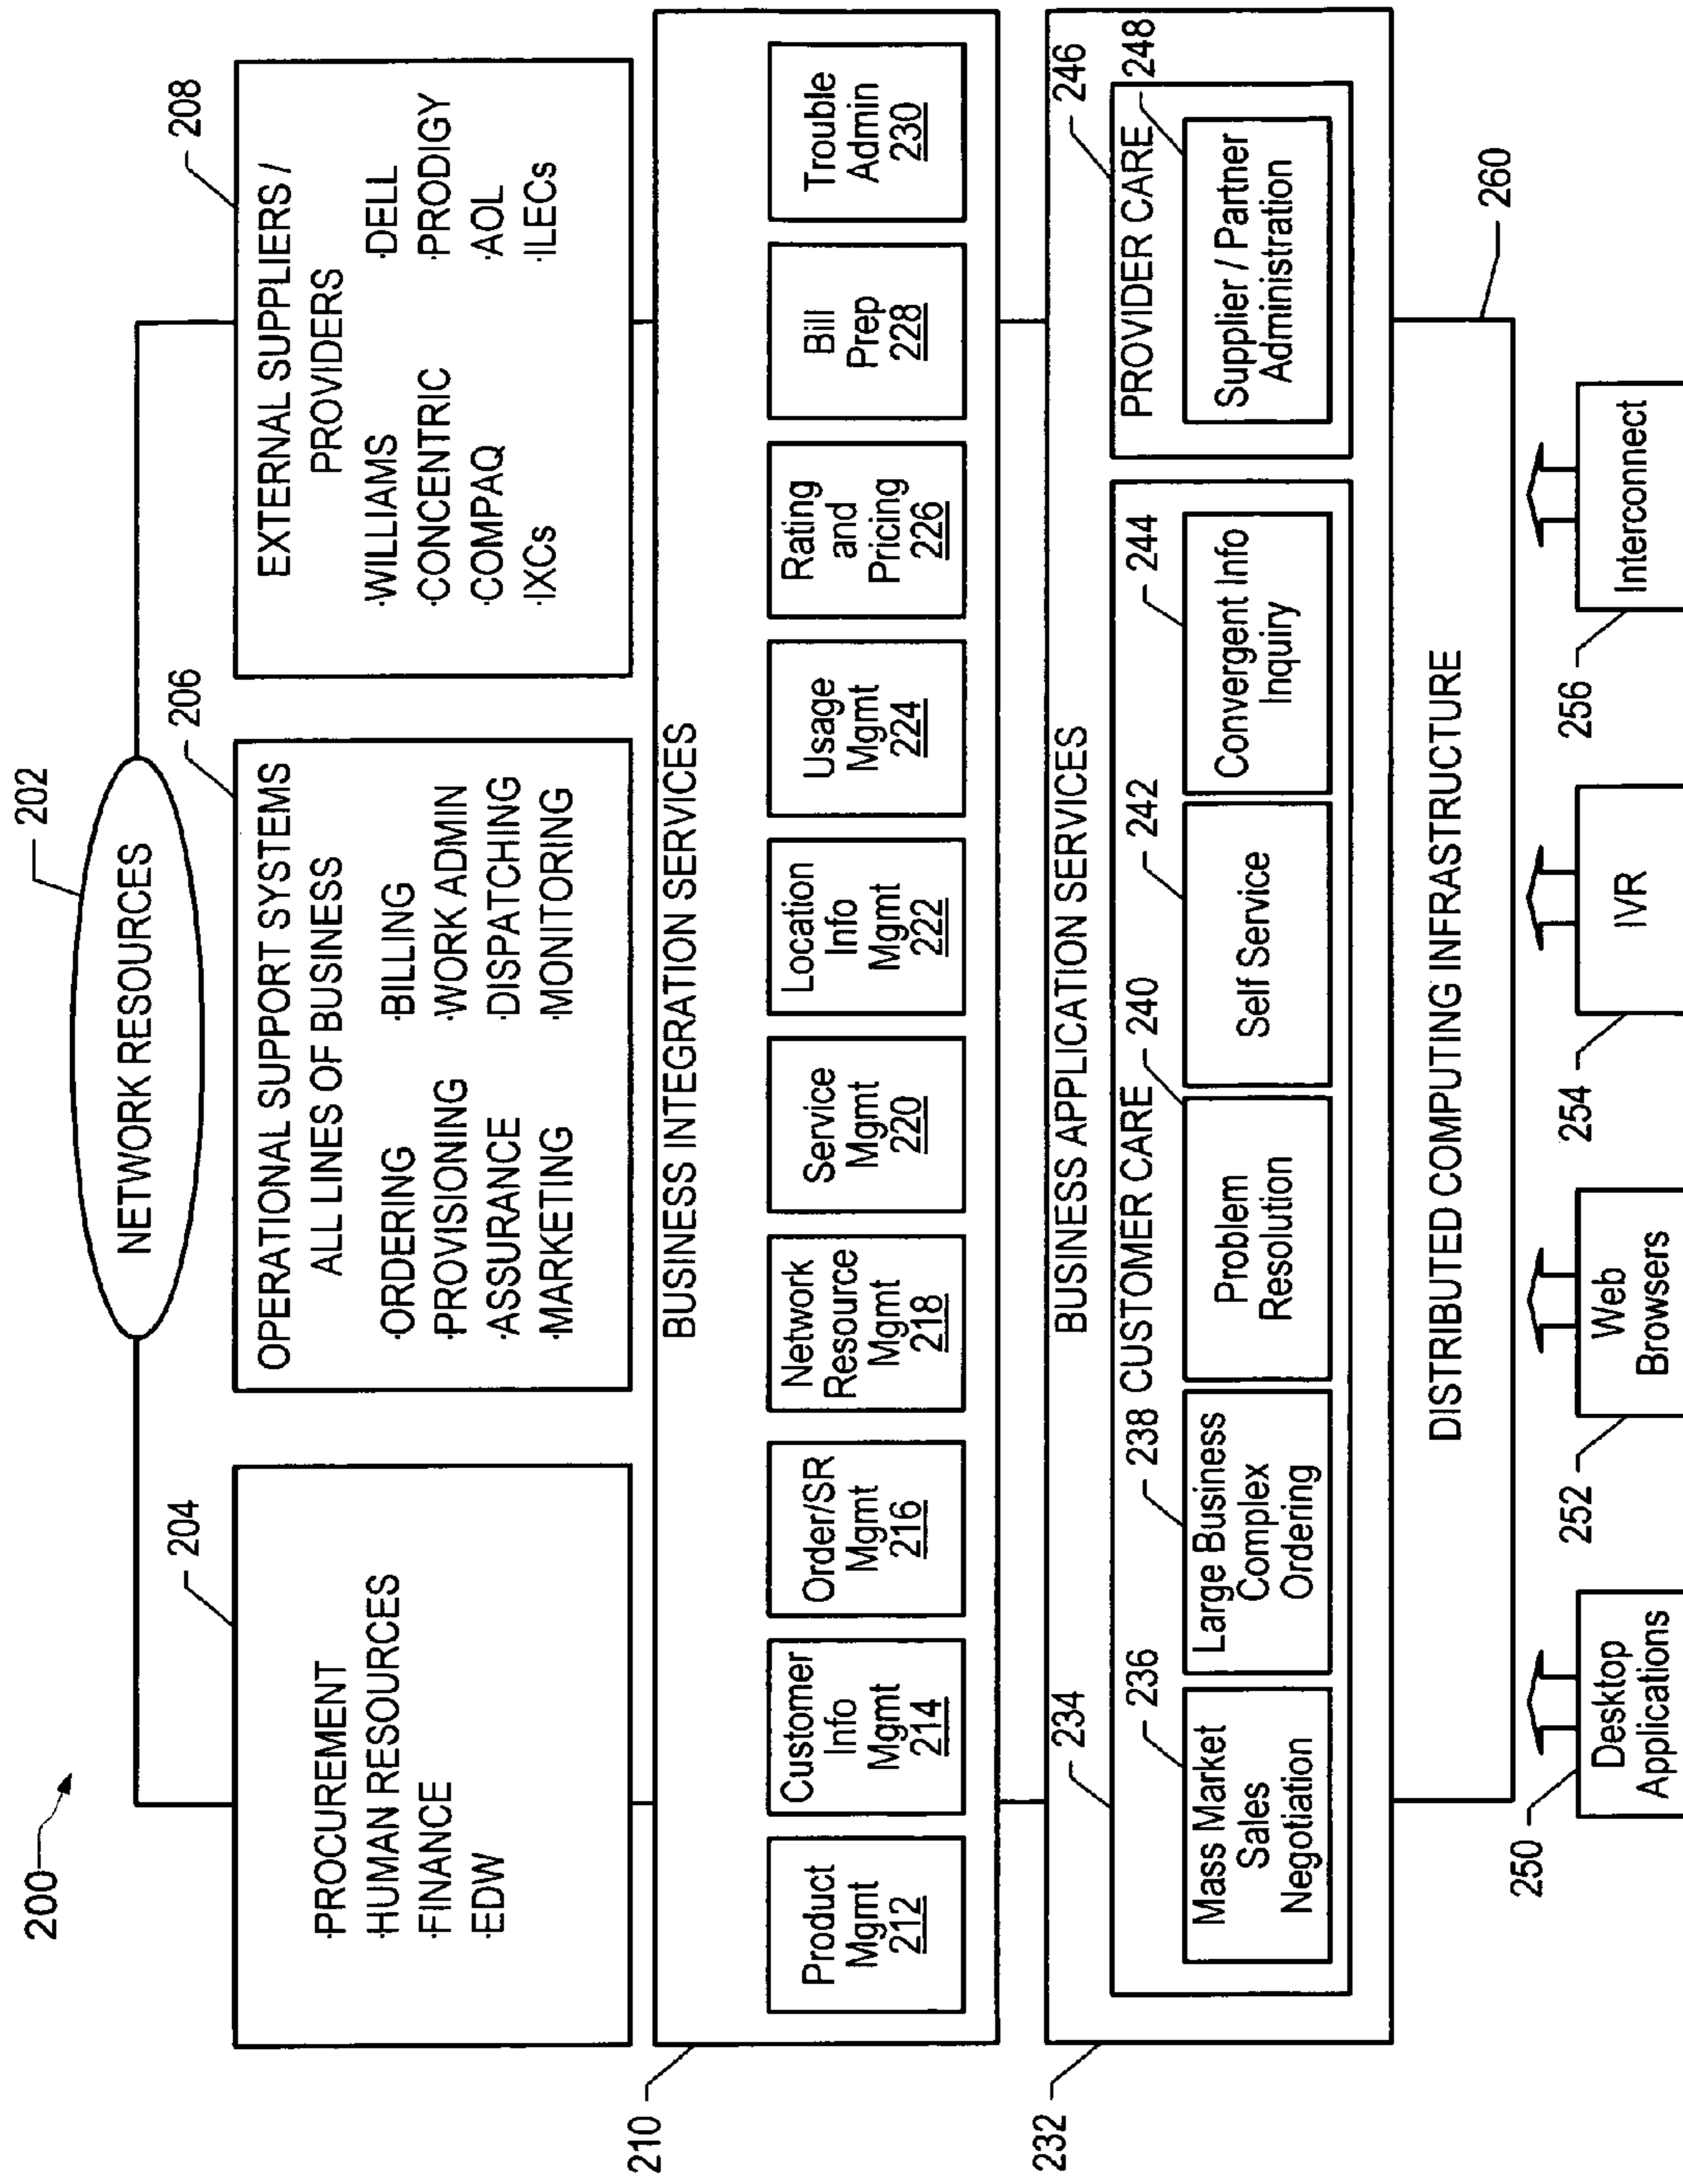 200
202
NETWORK RESOURCES
204
·PROCUREMENT
·HUMAN RESOURCES
·FINANCE
·EDW
206
OPERATIONAL SUPPORT SYSTEMS
ALL LINES OF BUSINESS
·ORDERING ·BILLING
·PROVISIONING ·WORK ADMIN
·ASSURANCE ·DISPATCHING
·MARKETING ·MONITORING
208
EXTERNAL SUPPLIERS /
PROVIDERS
·WILLIAMS ·DELL
·CONCENTRIC ·PRODIGY
·COMPAQ ·AOL
·IXCs ·ILECs
210
BUSINESS INTEGRATION SERVICES
Product
Mgmt
212
Customer
Info
Mgmt
214
Order/SR
Mgmt
216
Network
Resource
Mgmt
218
Service
Mgmt
220
Location
Info
Mgmt
222
Usage
Mgmt
224
Rating
and
Pricing
226
Bill
Prep
228
Trouble
Admin
230
232
BUSINESS APPLICATION SERVICES
234
236
238
CUSTOMER CARE
240
242
244
Mass Market
Sales
Negotiation
Large Business
Complex
Ordering
Problem
Resolution
Self Service
Convergent Info
Inquiry
246
PROVIDER CARE
248
Supplier / Partner
Administration
DISTRIBUTED COMPUTING INFRASTRUCTURE
260
250
Desktop
Applications
252
Web
Browsers
254
IVR
256
Interconnect